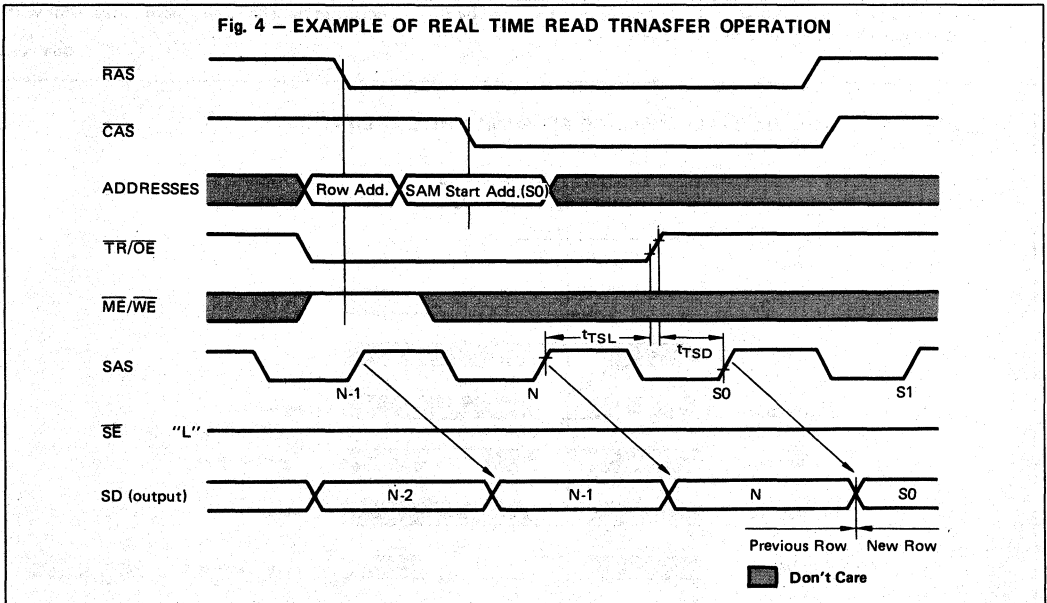 Fig. 4 – EXAMPLE OF REAL TIME READ TRNASFER OPERATION
RAS
CAS
ADDRESSES
Row Add.
SAM Start Add.(S0)
TR/OE
ME/WE
tTSL
tTSD
SAS
N-1
N
S0
S1
SE "L"
SD (output)
N-2
N-1
N
S0
Previous Row
New Row
Don't Care